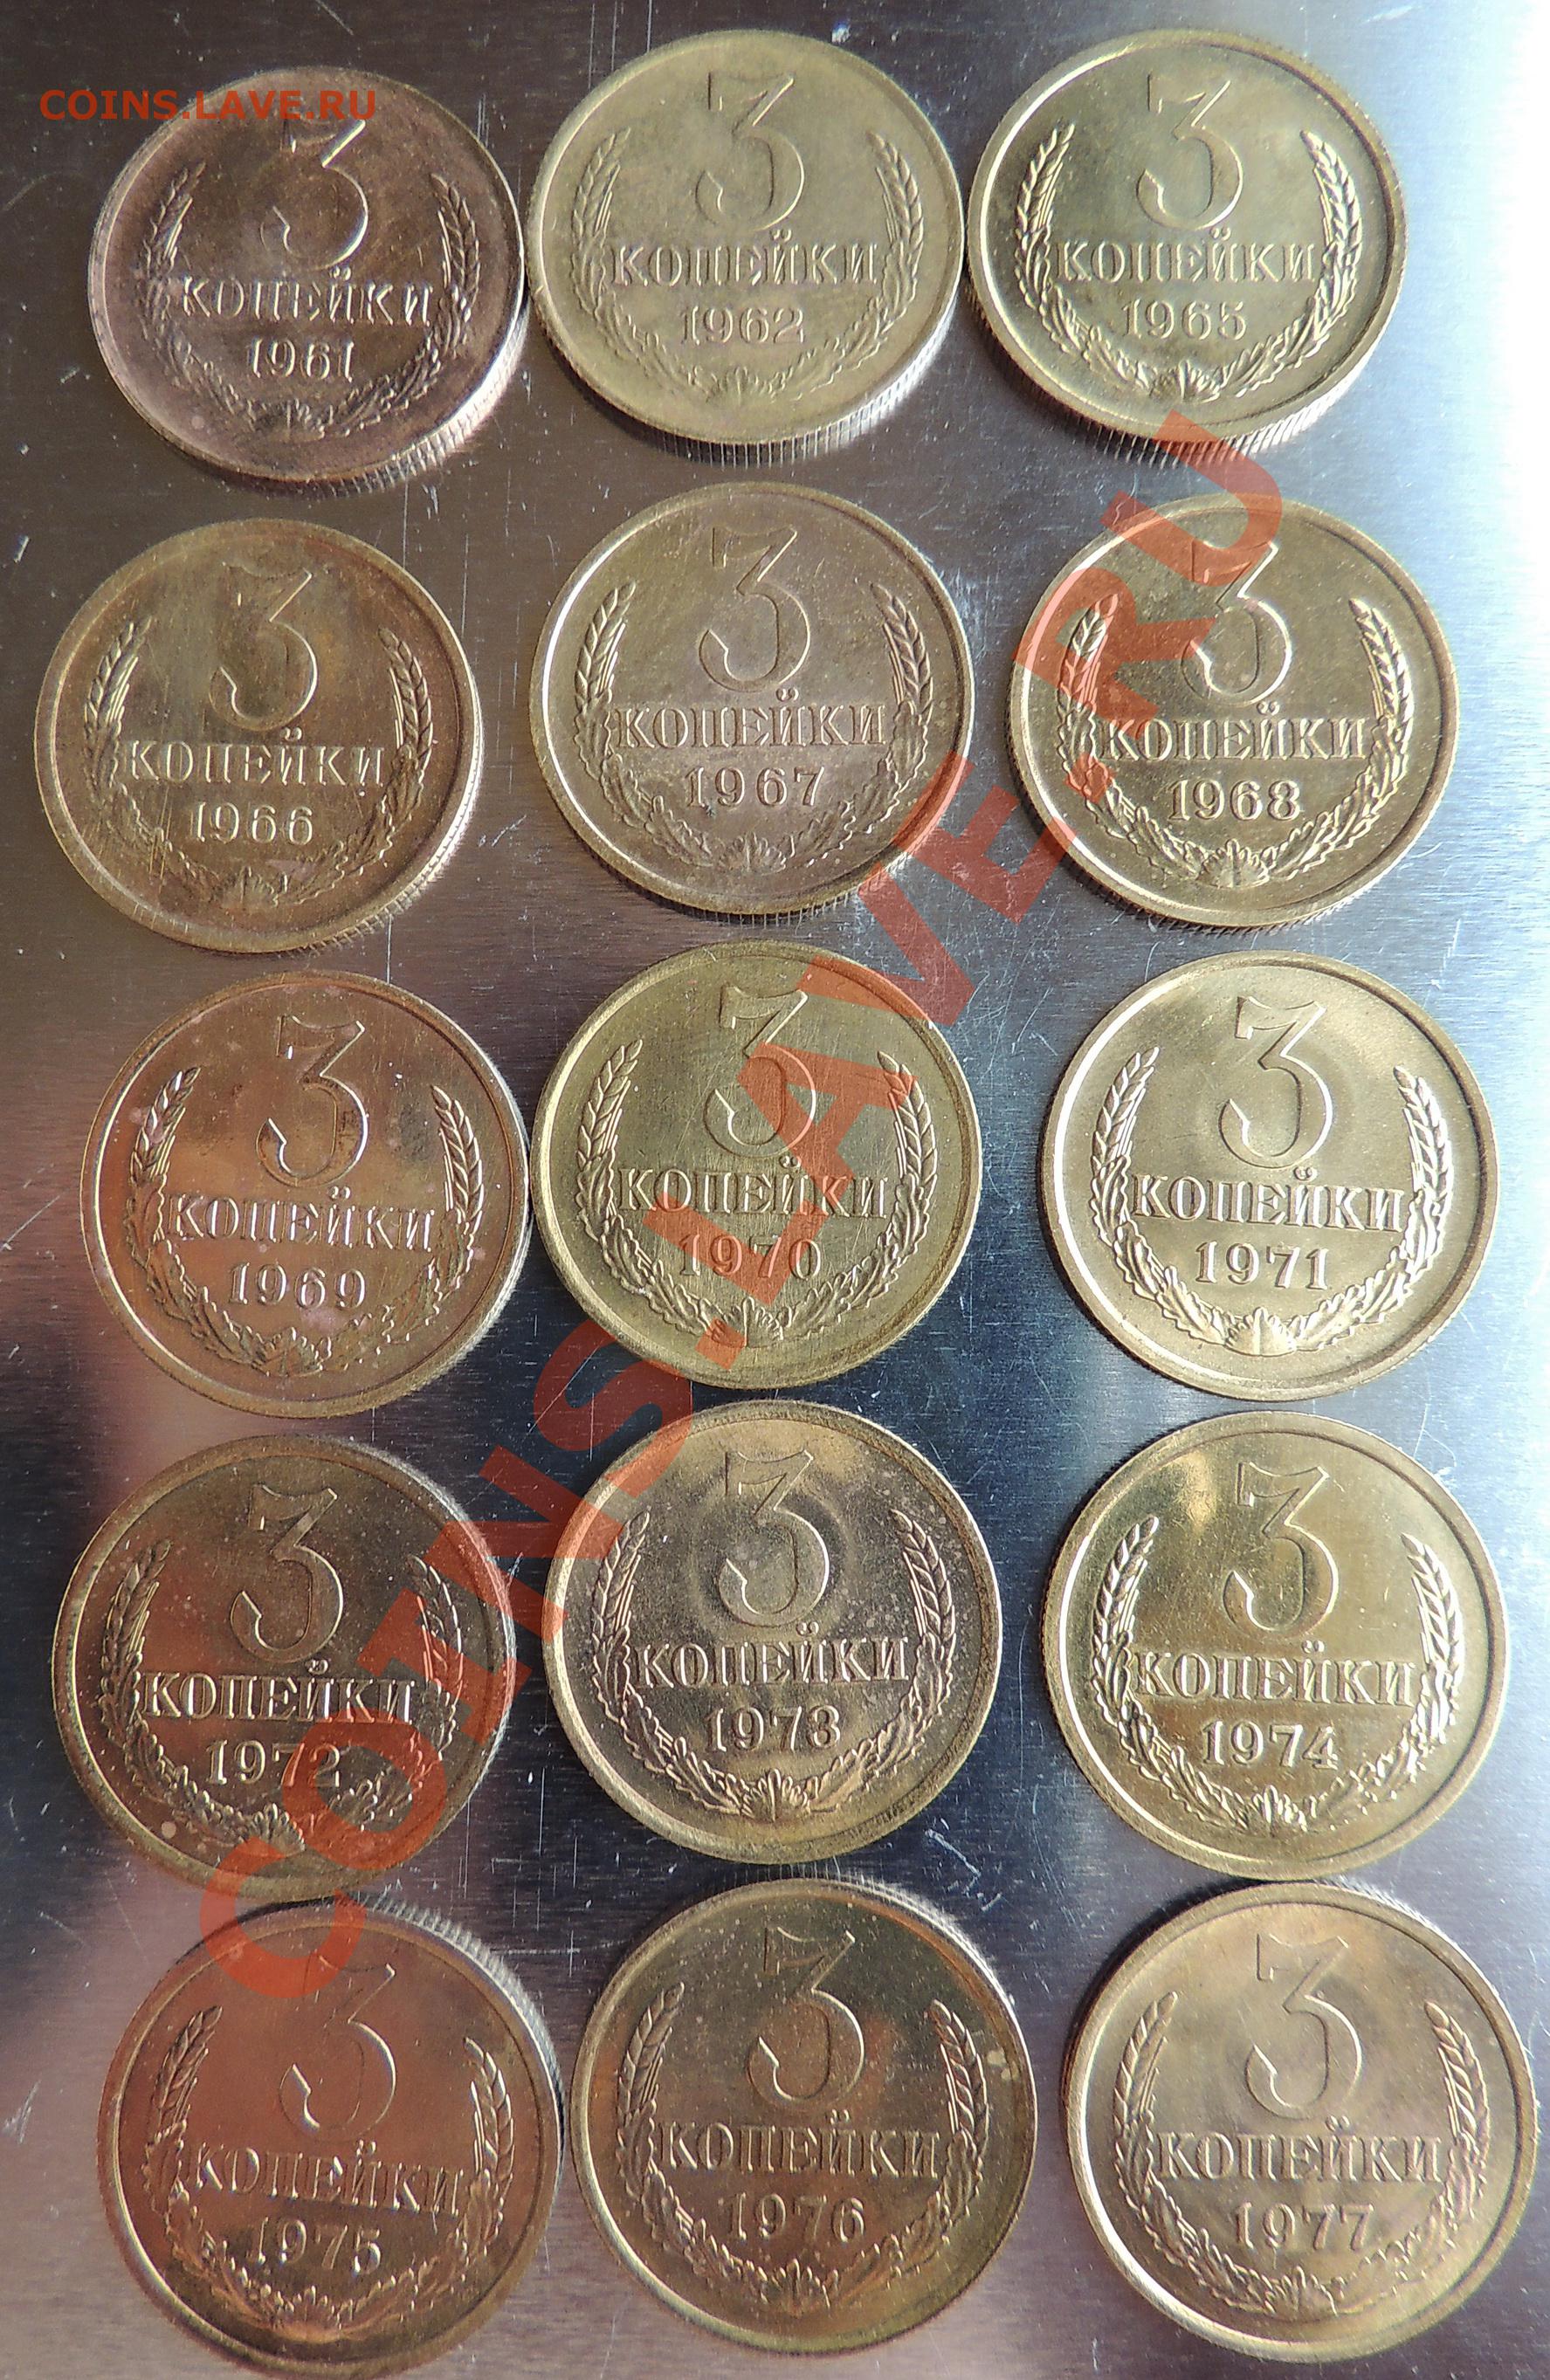 COINS.LAVE.RU
3
КОПЕЙКИ
1961
3
КОПЕЙКИ
1962
3
КОПЕЙКИ
1965
3
КОПЕЙКИ
1966
3
КОПЕЙКИ
1967
3
КОПЕЙКИ
1968
3
КОПЕЙКИ
1969
3
КОПЕЙКИ
1970
3
КОПЕЙКИ
1971
3
КОПЕЙКИ
1972
3
КОПЕЙКИ
1973
3
КОПЕЙКИ
1974
3
КОПЕЙКИ
1975
3
КОПЕЙКИ
1976
3
КОПЕЙКИ
1977
COINS.LAVE.RU